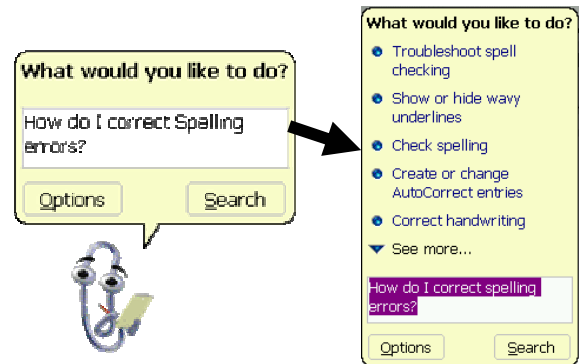 What would you like to do?
How do I correct Spelling
errors?
Options
Search
What would you like to do?
Troubleshoot spell
checking
Show or hide wavy
underlines
Check spelling
Create or change
AutoCorrect entries
Correct handwriting
See more...
How do I correct spelling
errors?
Options
Search